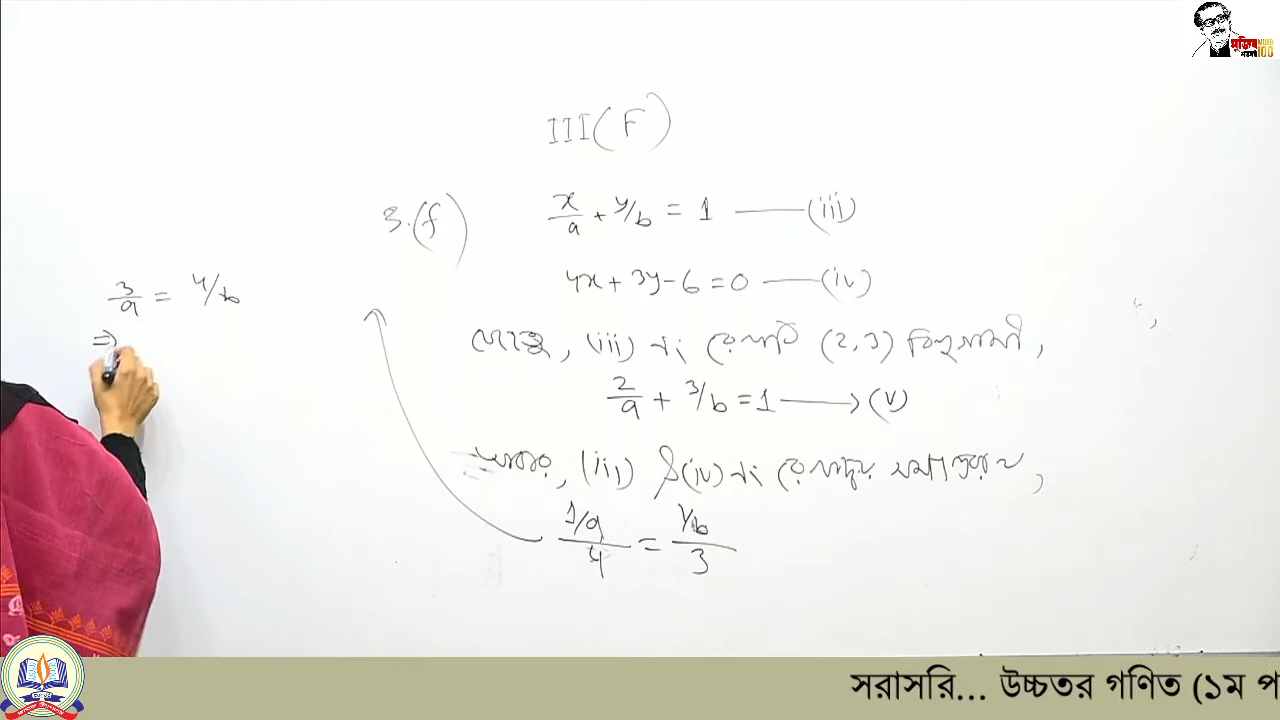 III(F)
3.(f) x/a + y/b = 1 —— (iii)
4x + 3y - 6 = 0 —— (iv)
যেহেতু, (iii) নং রেখাটি (2, 3) বিন্দুগামী,
2/a + 3/b = 1 ⟶ (v)
আবার, (iii) ও (iv) নং রেখাদ্বয় সমান্তরাল,
1/a / 4 = 1/b / 3
3/a = 4/b
⇒
সরাসরি... উচ্চতর গণিত (১ম প